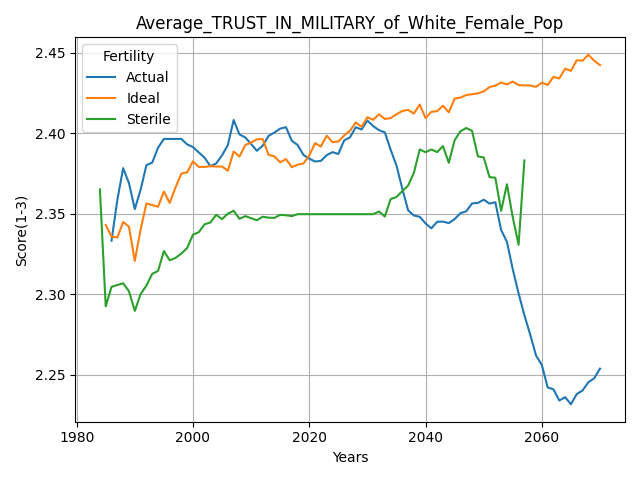 Average_TRUST_IN_MILITARY_of_White_Female_Pop
Score(1-3)
2.45
2.40
2.35
2.30
2.25
Fertility
Actual
Ideal
Sterile
1980
2000
2020
2040
2060
Years